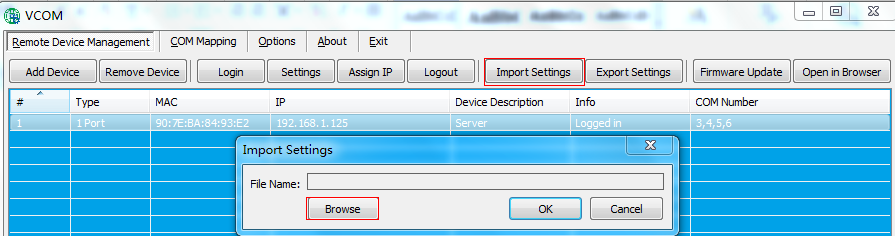 VCOM
Remote Device Management COM Mapping Options About Exit
Add Device Remove Device Login Settings Assign IP Logout Import Settings Export Settings Firmware Update Open in Browser
# Type MAC IP Device Description Info COM Number
1 1 Port 90:7E:BA:84:93:E2 192.168.1.125 Server Logged in 3,4,5,6
Import Settings
File Name:
Browse OK Cancel